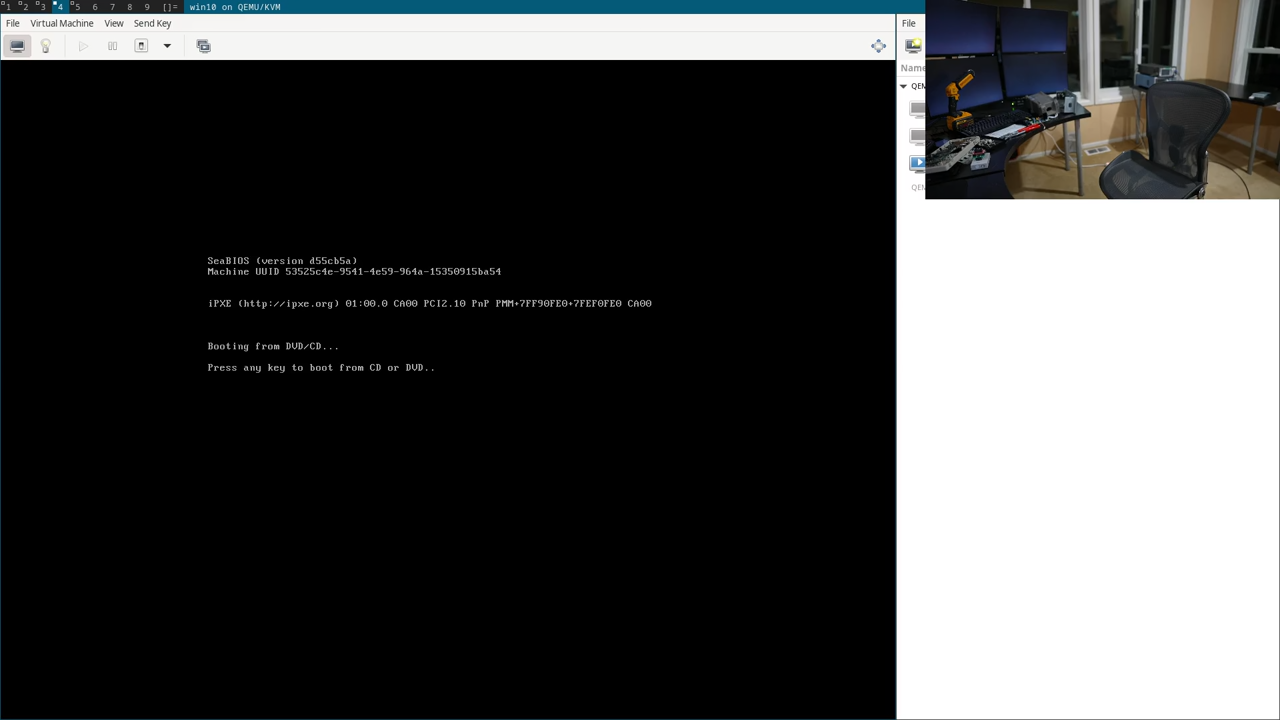 1 2 3 4 5 6 7 8 9 []= win10 on QEMU/KVM
File Virtual Machine View Send Key
File
Name
QEM
QEM
SeaBIOS (version d55cb5a)
Machine UUID 53525c4e-9541-4e59-964a-15350915ba54
iPXE (http://ipxe.org) 01:00.0 CA00 PCI2.10 PnP PMM+7FF90FE0+7FEF0FE0 CA00
Booting from DVD/CD...
Press any key to boot from CD or DVD..